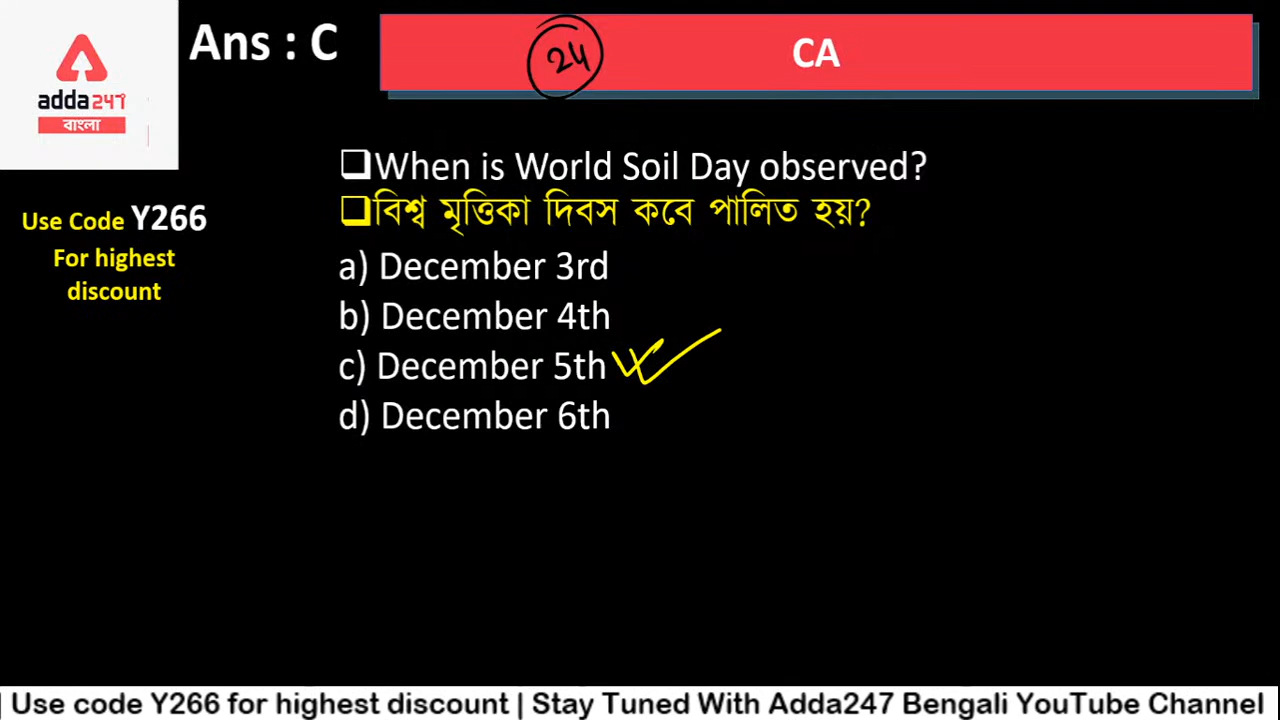 Ans : C
24
CA
adda247
বাংলা
❑When is World Soil Day observed?
❑বিশ্ব মৃত্তিকা দিবস কবে পালিত হয়?
Use Code Y266
For highest
discount
a) December 3rd
b) December 4th
c) December 5th
d) December 6th
| Use code Y266 for highest discount | Stay Tuned With Adda247 Bengali YouTube Channel